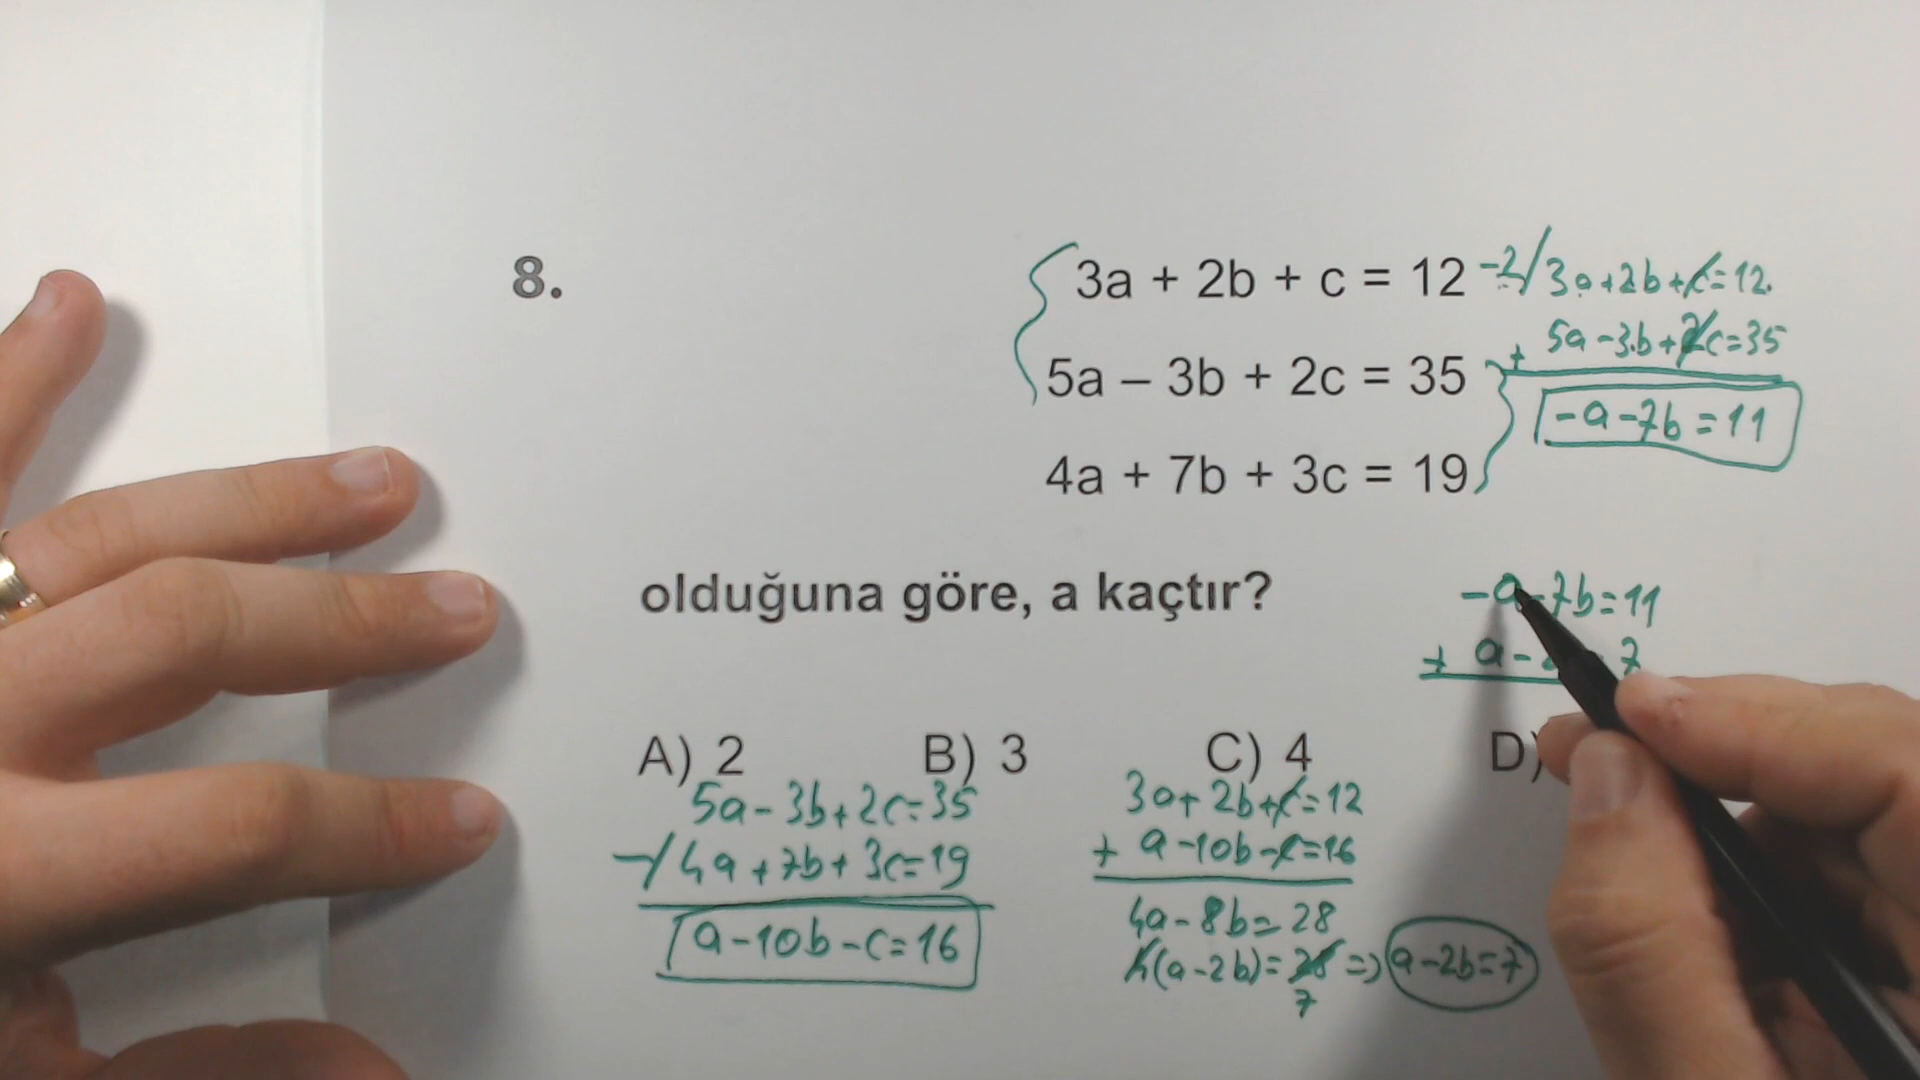 8.
3a + 2b + c = 12
5a – 3b + 2c = 35
4a + 7b + 3c = 19
-2/ 3a+2b+c=12
+ 5a-3b+2c=35
-a-7b=11
olduğuna göre, a kaçtır?
-a-7b=11
+ a- 7
A) 2 B) 3 C) 4 D)
5a-3b+2c=35
-/ 4a+7b+3c=19
a-10b-c=16
3a+2b+c=12
+ a-10b-c=16
4a-8b=28
4(a-2b)=28 => a-2b=7
7